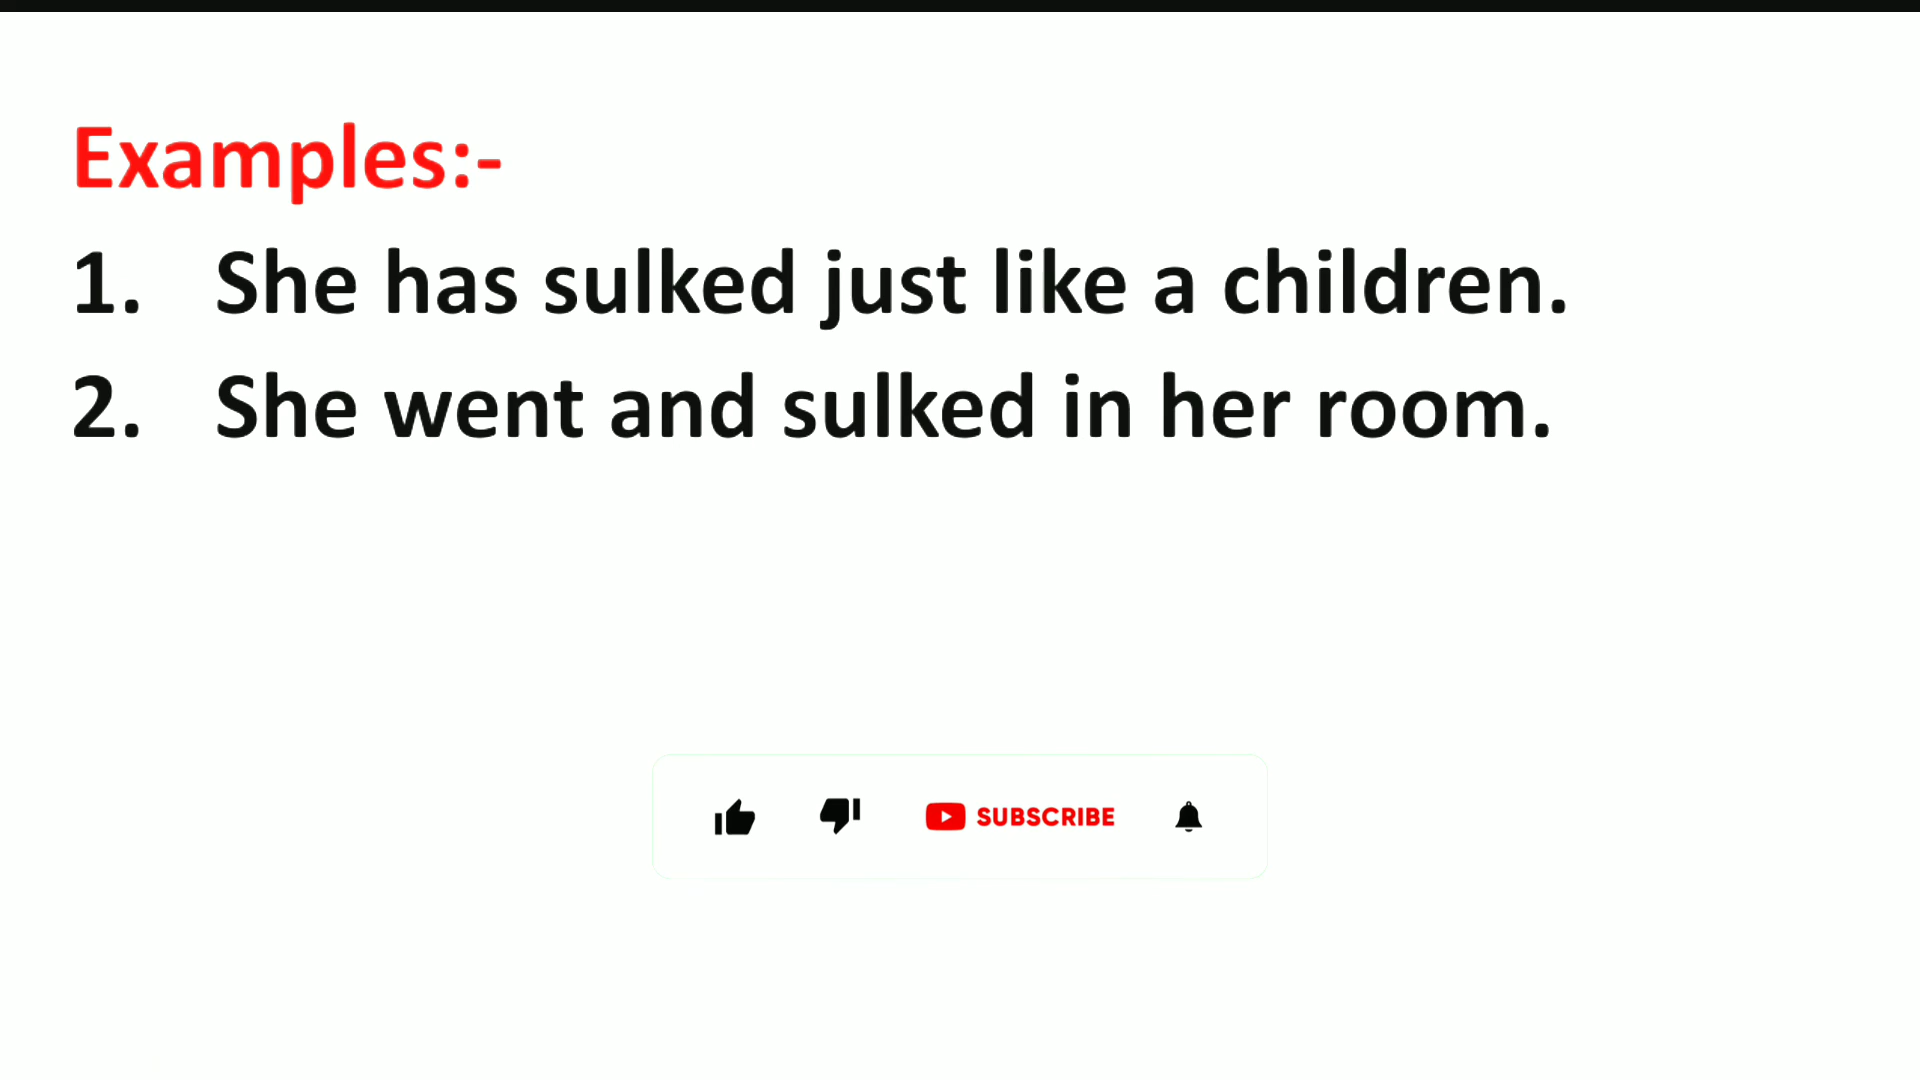 Examples:-
1. She has sulked just like a children.
2. She went and sulked in her room.
SUBSCRIBE